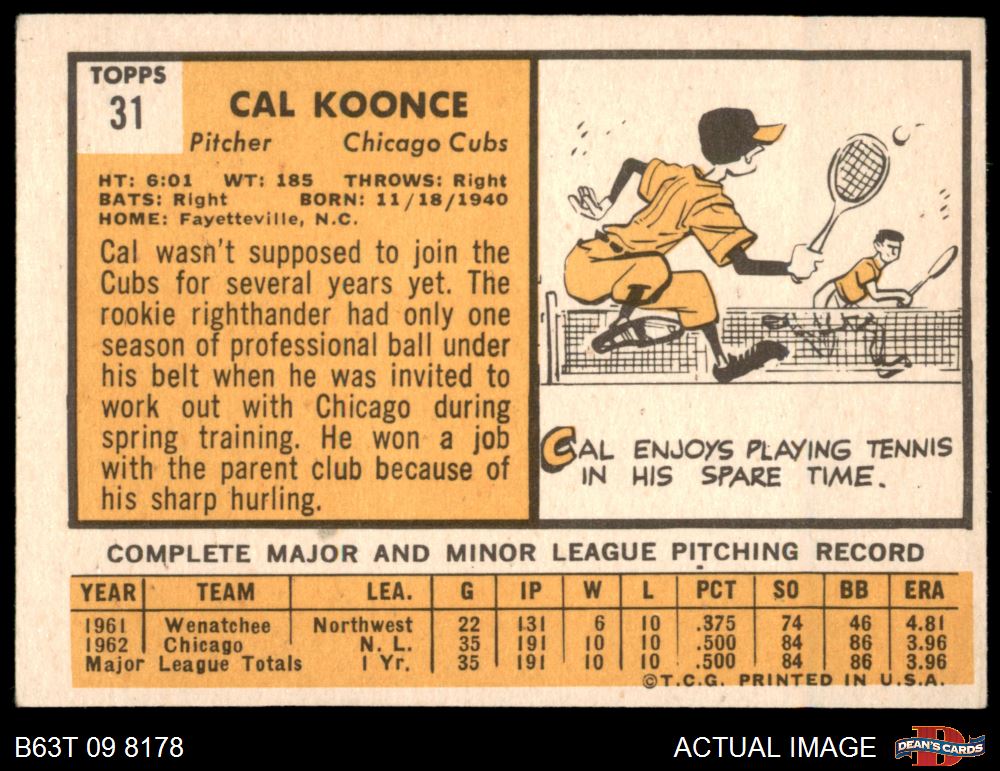 TOPPS
31
CAL KOONCE
Pitcher Chicago Cubs
HT: 6:01 WT: 185 THROWS: Right
BATS: Right BORN: 11/18/1940
HOME: Fayetteville, N.C.
Cal wasn't supposed to join the
Cubs for several years yet. The
rookie righthander had only one
season of professional ball under
his belt when he was invited to
work out with Chicago during
spring training. He won a job
with the parent club because of
his sharp hurling.
CAL ENJOYS PLAYING TENNIS
IN HIS SPARE TIME.
COMPLETE MAJOR AND MINOR LEAGUE PITCHING RECORD
YEAR TEAM LEA. G IP W L PCT SO BB ERA
1961 Wenatchee Northwest 22 131 6 10 .375 74 46 4.81
1962 Chicago N. L. 35 191 10 10 .500 84 86 3.96
Major League Totals 1 Yr. 35 191 10 10 .500 84 86 3.96
©T.C.G. PRINTED IN U.S.A.
B63T 09 8178
ACTUAL IMAGE
D
DEAN'S CARDS